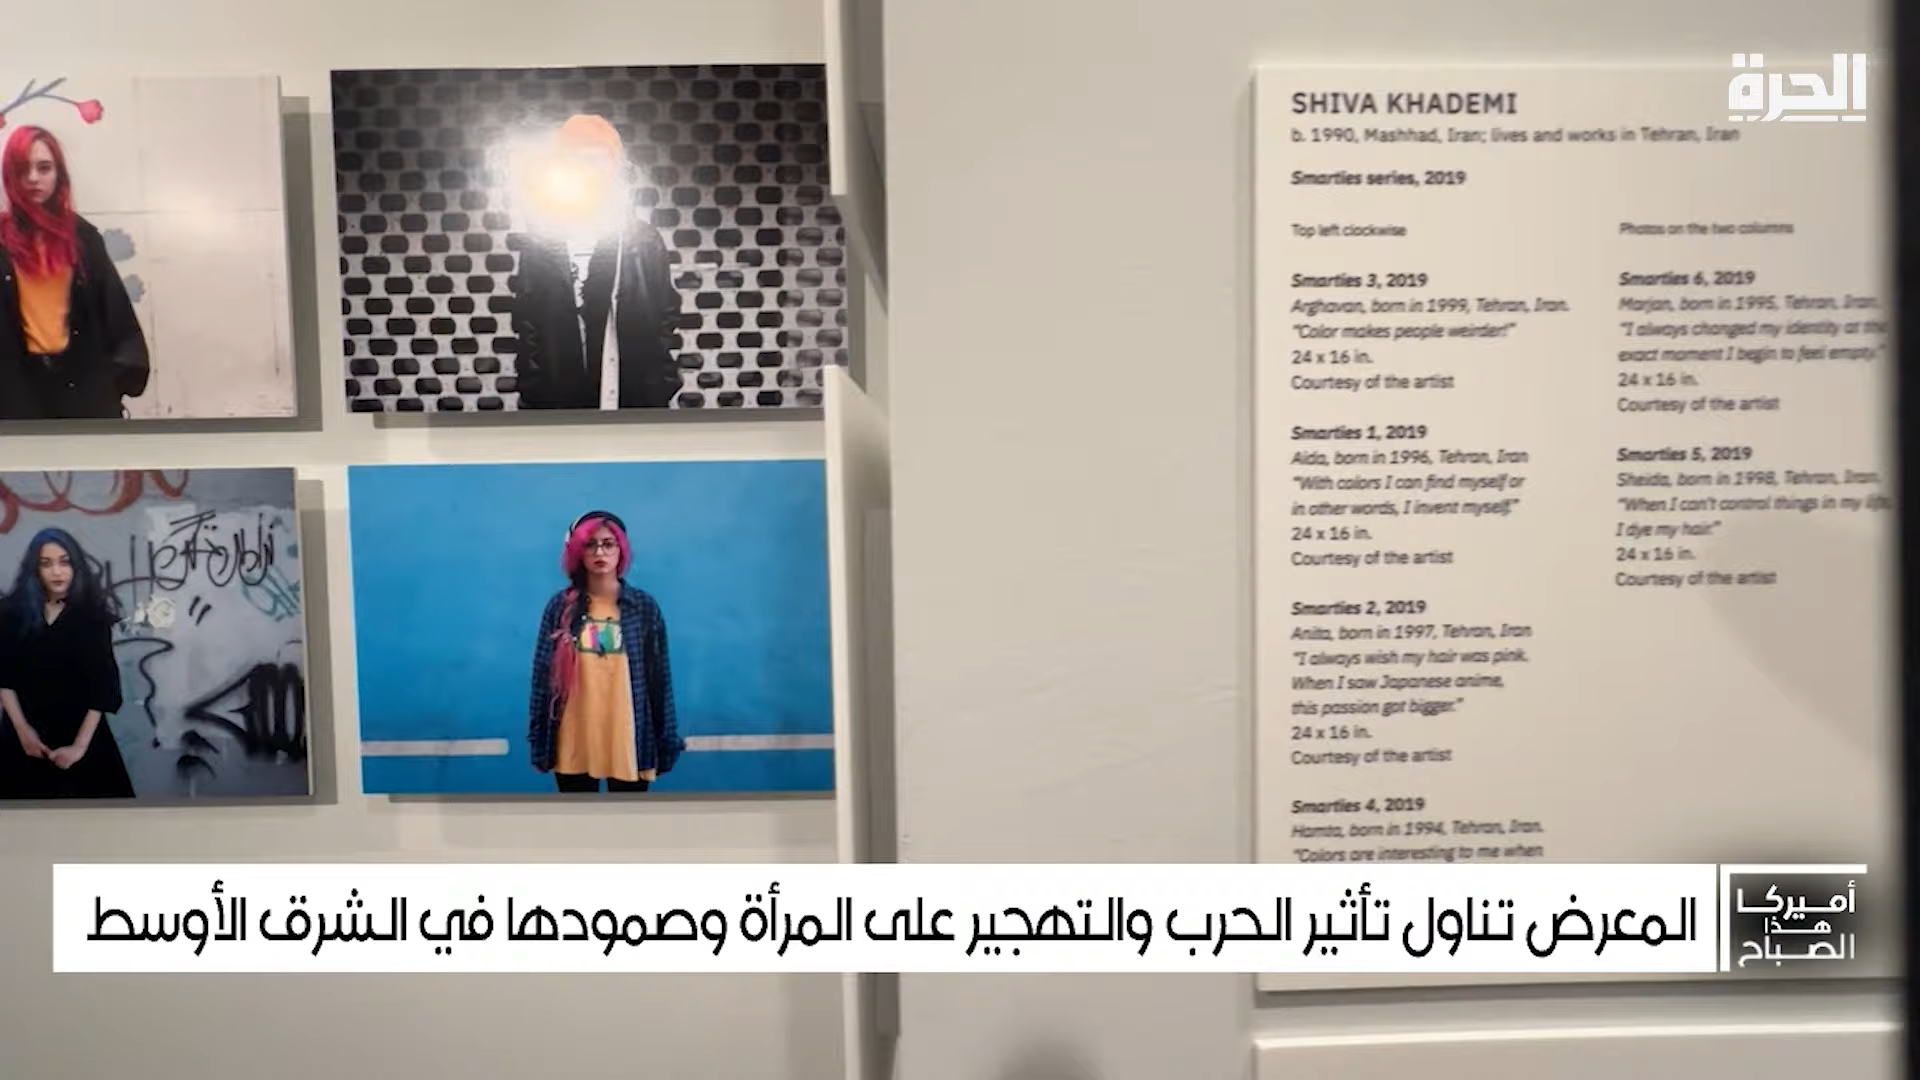 الحرة
SHIVA KHADEMI
b. 1990, Mashhad, Iran; lives and works in Tehran, Iran
Smarties series, 2019
Top left clockwise
Smarties 3, 2019
Arghavan, born in 1999, Tehran, Iran.
"Color makes people weirder!"
24 x 16 in.
Courtesy of the artist
Smarties 1, 2019
Aida, born in 1996, Tehran, Iran
"With colors I can find myself or
in other words, I invent myself."
24 x 16 in.
Courtesy of the artist
Smarties 2, 2019
Anita, born in 1997, Tehran, Iran
"I always wish my hair was pink.
When I saw Japanese anime,
this passion got bigger."
24 x 16 in.
Courtesy of the artist
Smarties 4, 2019
Hamta, born in 1994, Tehran, Iran.
"Colors are interesting to me when
Photos on the two columns
Smarties 6, 2019
Marjan, born in 1995, Tehran, Iran.
"I always changed my identity at the
exact moment I begin to feel empty."
24 x 16 in.
Courtesy of the artist
Smarties 5, 2019
Sheida, born in 1998, Tehran, Iran.
"When I can't control things in my life,
I dye my hair."
24 x 16 in.
Courtesy of the artist
المعرض تناول تأثير الحرب والتهجير على المرأة وصمودها في الشرق الأوسط
أميركا
هذا
الصباح